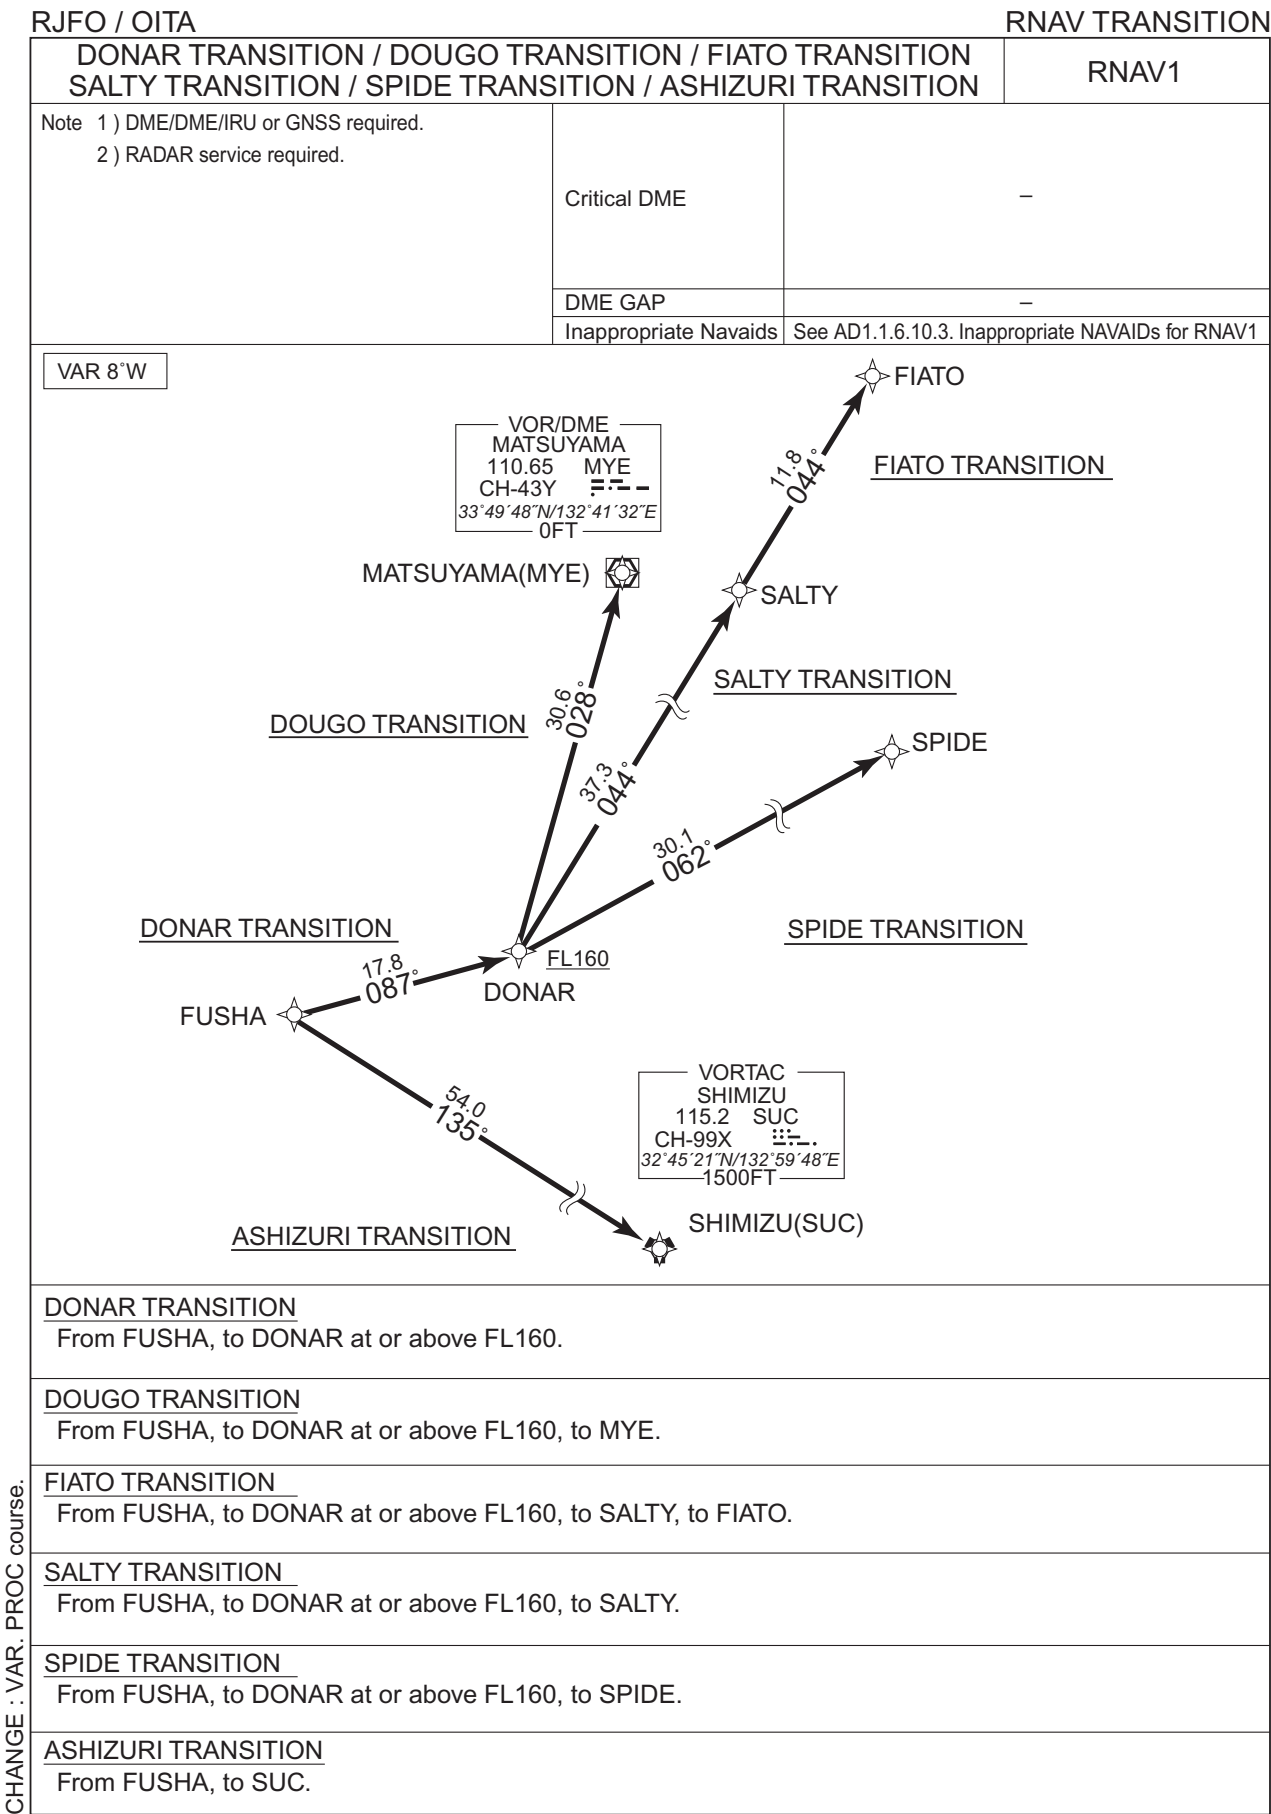 RJFO / OITA
RNAV TRANSITION
DONAR TRANSITION / DOUGO TRANSITION / FIATO TRANSITION
SALTY TRANSITION / SPIDE TRANSITION / ASHIZURI TRANSITION
RNAV1
Note 1 ) DME/DME/IRU or GNSS required.
2 ) RADAR service required.
Critical DME –
DME GAP –
Inappropriate Navaids See AD1.1.6.10.3. Inappropriate NAVAIDs for RNAV1
VAR 8˚W
FIATO
VOR/DME
MATSUYAMA
110.65 MYE
CH-43Y
33˚49´48˝N/132˚41´32˝E
0FT
11.8
044˚
FIATO TRANSITION
MATSUYAMA(MYE)
SALTY
30.6
028˚
SALTY TRANSITION
DOUGO TRANSITION
SPIDE
37.3
044˚
30.1
062˚
DONAR TRANSITION
SPIDE TRANSITION
17.8
087˚
FL160
DONAR
FUSHA
VORTAC
SHIMIZU
115.2 SUC
CH-99X
32˚45´21˝N/132˚59´48˝E
1500FT
54.0
135˚
SHIMIZU(SUC)
ASHIZURI TRANSITION
DONAR TRANSITION
From FUSHA, to DONAR at or above FL160.
DOUGO TRANSITION
From FUSHA, to DONAR at or above FL160, to MYE.
FIATO TRANSITION
From FUSHA, to DONAR at or above FL160, to SALTY, to FIATO.
SALTY TRANSITION
From FUSHA, to DONAR at or above FL160, to SALTY.
SPIDE TRANSITION
From FUSHA, to DONAR at or above FL160, to SPIDE.
ASHIZURI TRANSITION
From FUSHA, to SUC.
CHANGE : VAR. PROC course.